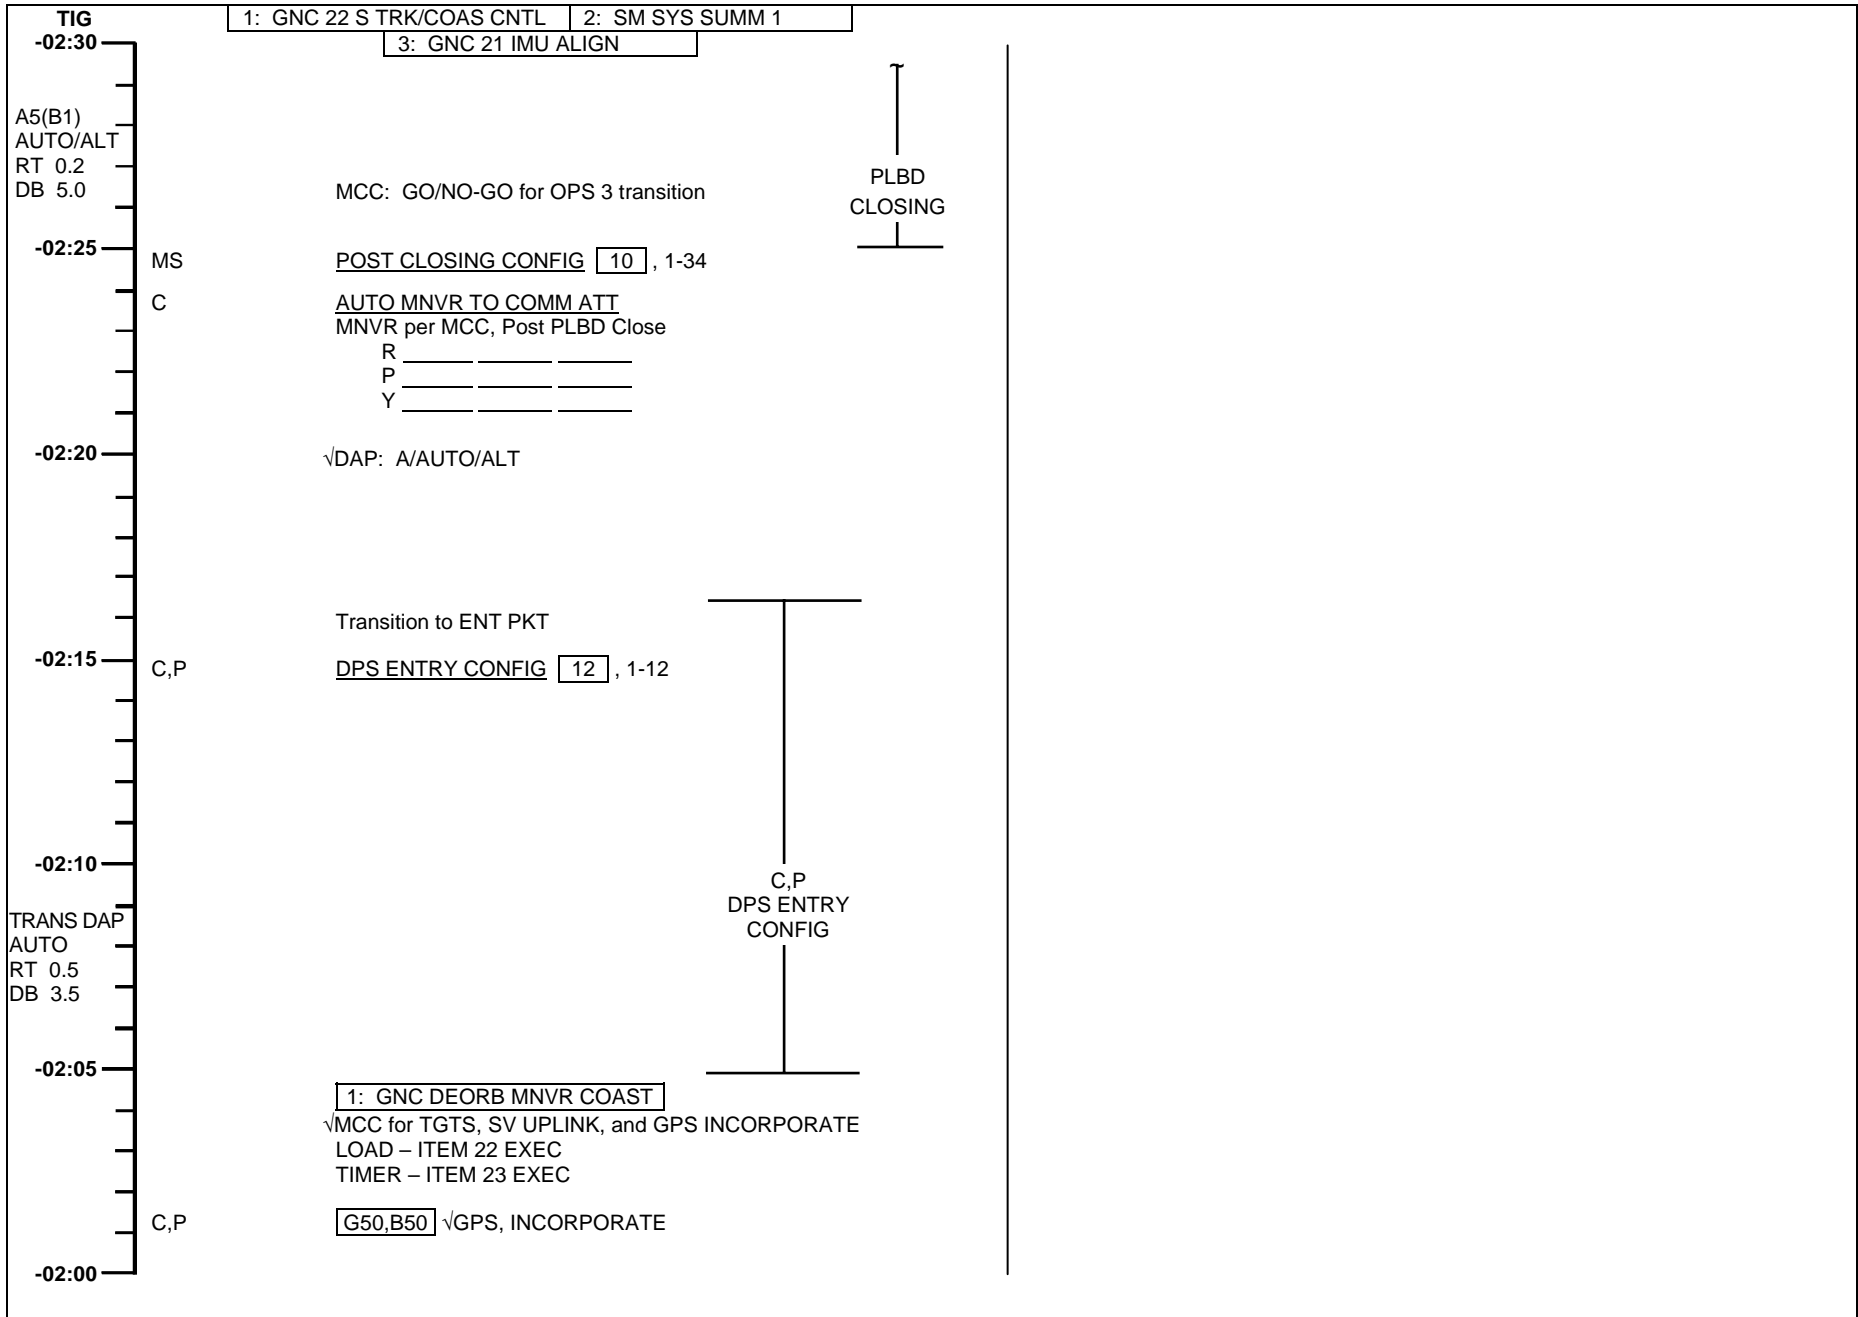 TIG
1: GNC 22 S TRK/COAS CNTL 2: SM SYS SUMM 1
-02:30
3: GNC 21 IMU ALIGN
A5(B1)
AUTO/ALT
RT 0.2
DB 5.0
MCC: GO/NO-GO for OPS 3 transition
PLBD
CLOSING
-02:25
MS POST CLOSING CONFIG 10 , 1-34
C AUTO MNVR TO COMM ATT
MNVR per MCC, Post PLBD Close
R
P
Y
-02:20
√DAP: A/AUTO/ALT
Transition to ENT PKT
-02:15
C,P DPS ENTRY CONFIG 12 , 1-12
-02:10
C,P
DPS ENTRY
CONFIG
TRANS DAP
AUTO
RT 0.5
DB 3.5
-02:05
1: GNC DEORB MNVR COAST
√MCC for TGTS, SV UPLINK, and GPS INCORPORATE
LOAD – ITEM 22 EXEC
TIMER – ITEM 23 EXEC
C,P G50,B50 √GPS, INCORPORATE
-02:00